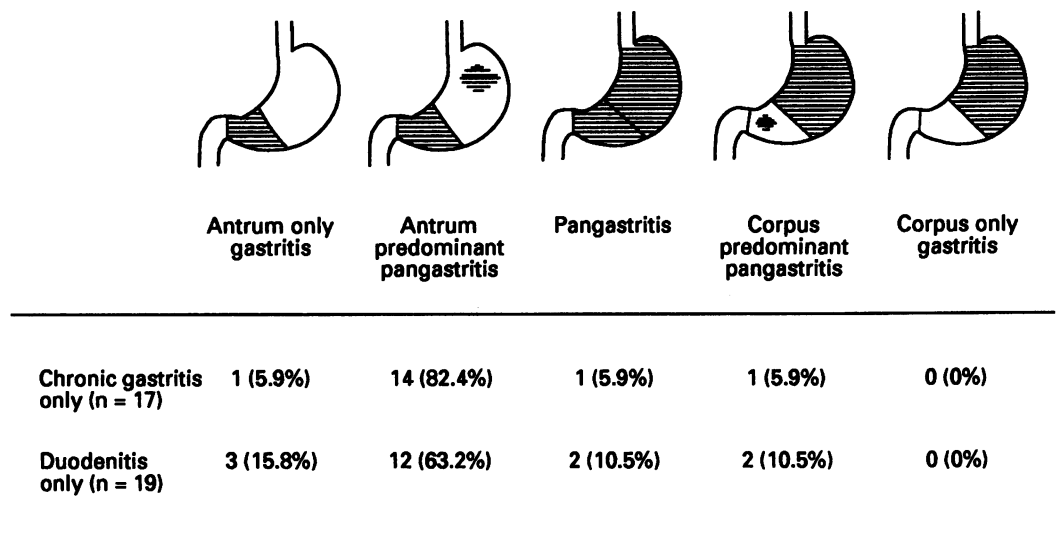 Antrum only
gastritis
Antrum
predominant
pangastritis
Pangastritis
Corpus
predominant
pangastritis
Corpus only
gastritis
Chronic gastritis
only (n = 17)
1 (5.9%)
14 (82.4%)
1 (5.9%)
1 (5.9%)
0 (0%)
Duodenitis
only (n = 19)
3 (15.8%)
12 (63.2%)
2 (10.5%)
2 (10.5%)
0 (0%)